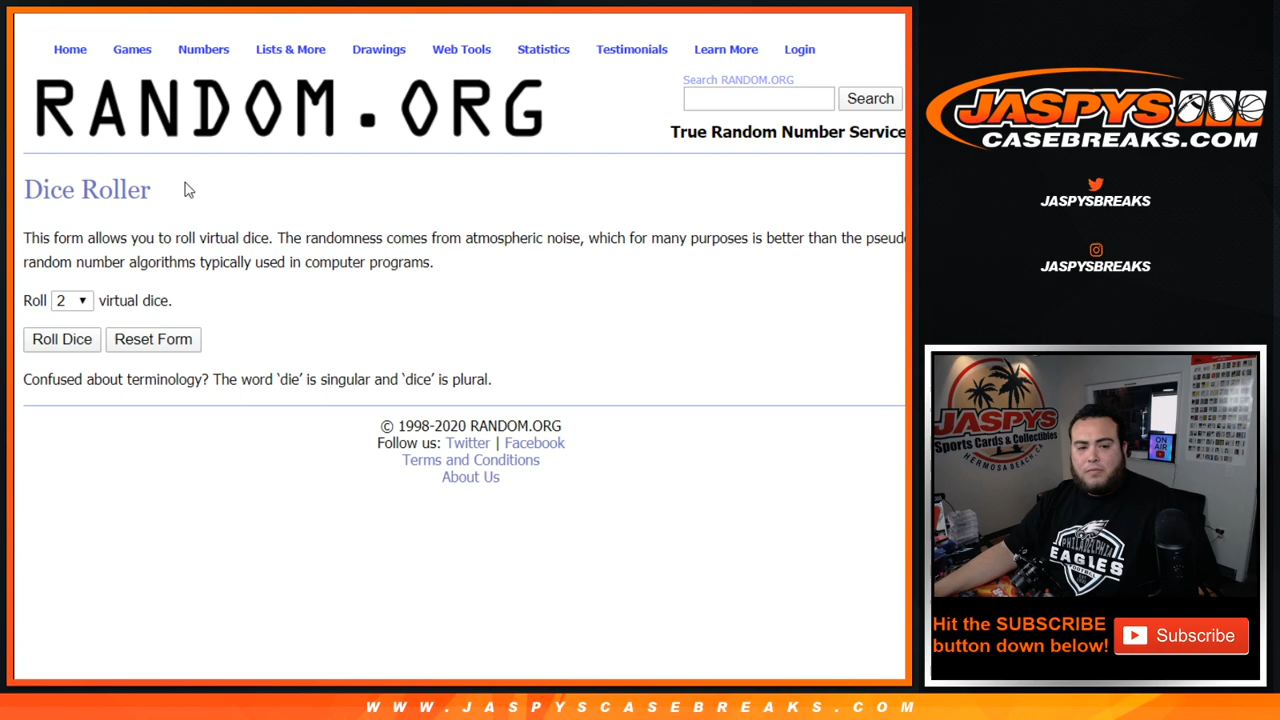 Home Games Numbers Lists & More Drawings Web Tools Statistics Testimonials Learn More Login
RANDOM.ORG
Search RANDOM.ORG
Search
True Random Number Service
Dice Roller
This form allows you to roll virtual dice. The randomness comes from atmospheric noise, which for many purposes is better than the pseudo
random number algorithms typically used in computer programs.
Roll 2 virtual dice.
Roll Dice Reset Form
Confused about terminology? The word ‘die’ is singular and ‘dice’ is plural.
© 1998-2020 RANDOM.ORG
Follow us: Twitter | Facebook
Terms and Conditions
About Us
JASPYS
CASEBREAKS.COM
JASPYSBREAKS
JASPYSBREAKS
JASPYS
Sports Cards & Collectibles
HERMOSA BEACH, CA
ON
AIR
PHILADELPHIA
EAGLES
FOOTBALL
Hit the SUBSCRIBE
button down below!
Subscribe
WWW.JASPYSCASEBREAKS.COM